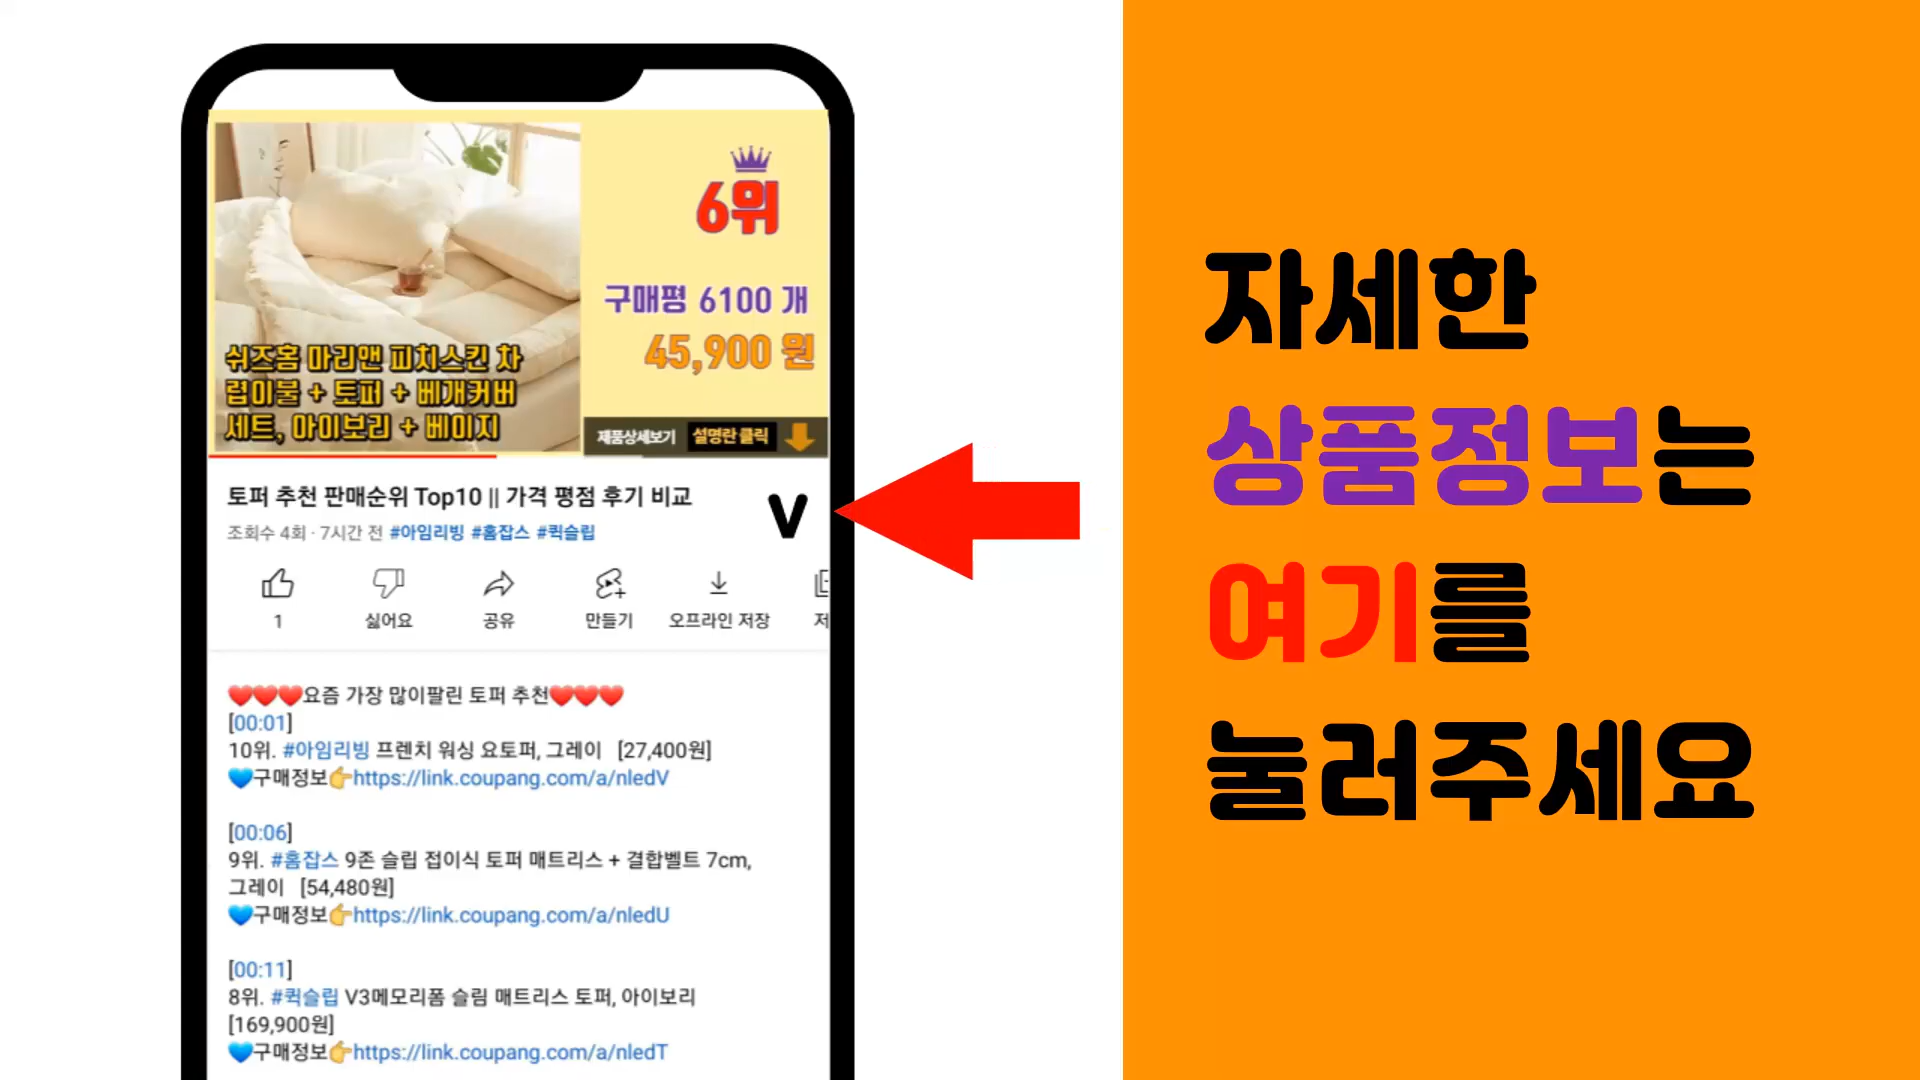 6위
구매평 6100 개
45,900 원
쉬즈홈 마리앤 피치스킨 차
렵이불 + 토퍼 + 베개커버
세트, 아이보리 + 베이지
제품상세보기 설명란 클릭
토퍼 추천 판매순위 Top10 || 가격 평점 후기 비교
V
조회수 4회 · 7시간 전 #아임리빙 #홈잡스 #퀵슬립
1 싫어요 공유 만들기 오프라인 저장 저
❤️❤️❤️요즘 가장 많이팔린 토퍼 추천❤️❤️❤️
[00:01]
10위. #아임리빙 프렌치 워싱 요토퍼, 그레이 [27,400원]
💙구매정보👉https://link.coupang.com/a/nledV
[00:06]
9위. #홈잡스 9존 슬립 접이식 토퍼 매트리스 + 결합벨트 7cm,
그레이 [54,480원]
💙구매정보👉https://link.coupang.com/a/nledU
[00:11]
8위. #퀵슬립 V3메모리폼 슬림 매트리스 토퍼, 아이보리
[169,900원]
💙구매정보👉https://link.coupang.com/a/nledT
자세한
상품정보는
여기를
눌러주세요